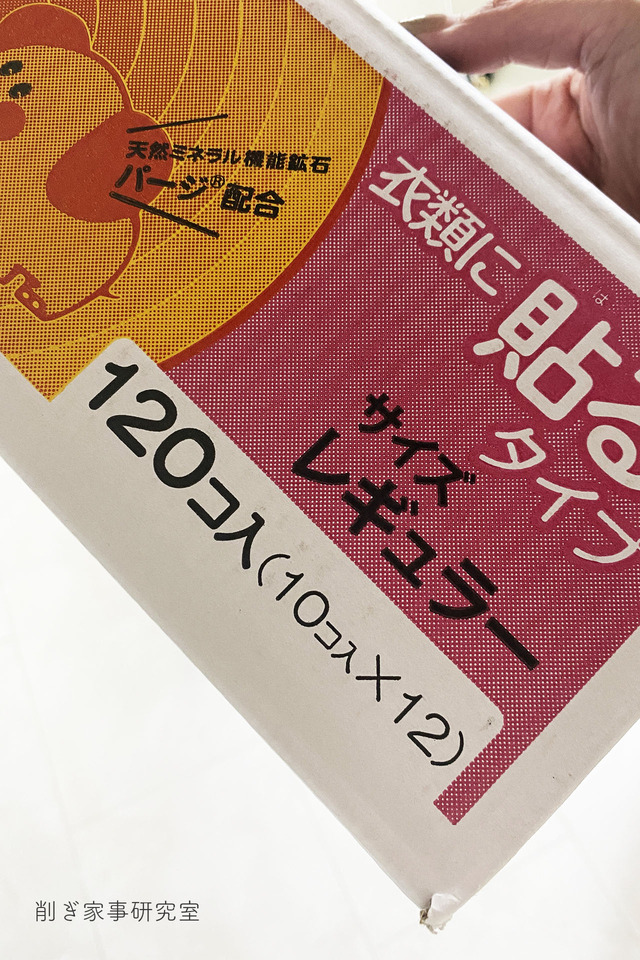 天然ミネラル機能鉱石
パージ®配合
衣類に
は
貼る
タイプ
サイズ
レギュラー
120コ入(10コ入×12)
削ぎ家事研究室